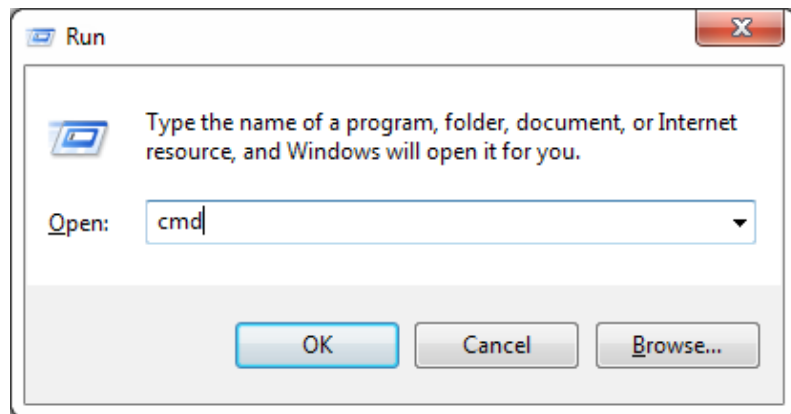 Run
Type the name of a program, folder, document, or Internet
resource, and Windows will open it for you.
Open: cmd
OK Cancel Browse...